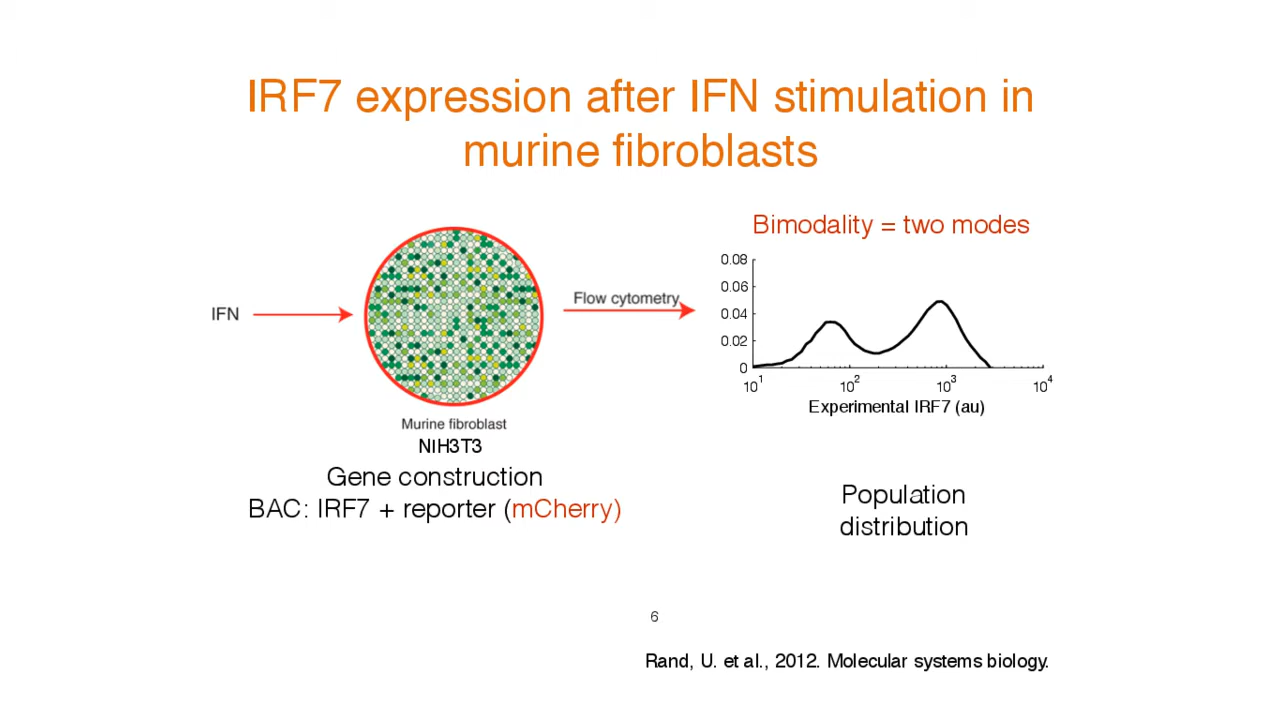 IRF7 expression after IFN stimulation in
murine fibroblasts
Bimodality = two modes
IFN
Flow cytometry
0.08
0.06
0.04
0.02
0
10¹ 10² 10³ 10⁴
Experimental IRF7 (au)
Murine fibroblast
NIH3T3
Gene construction
BAC: IRF7 + reporter (mCherry)
Population
distribution
6
Rand, U. et al., 2012. Molecular systems biology.